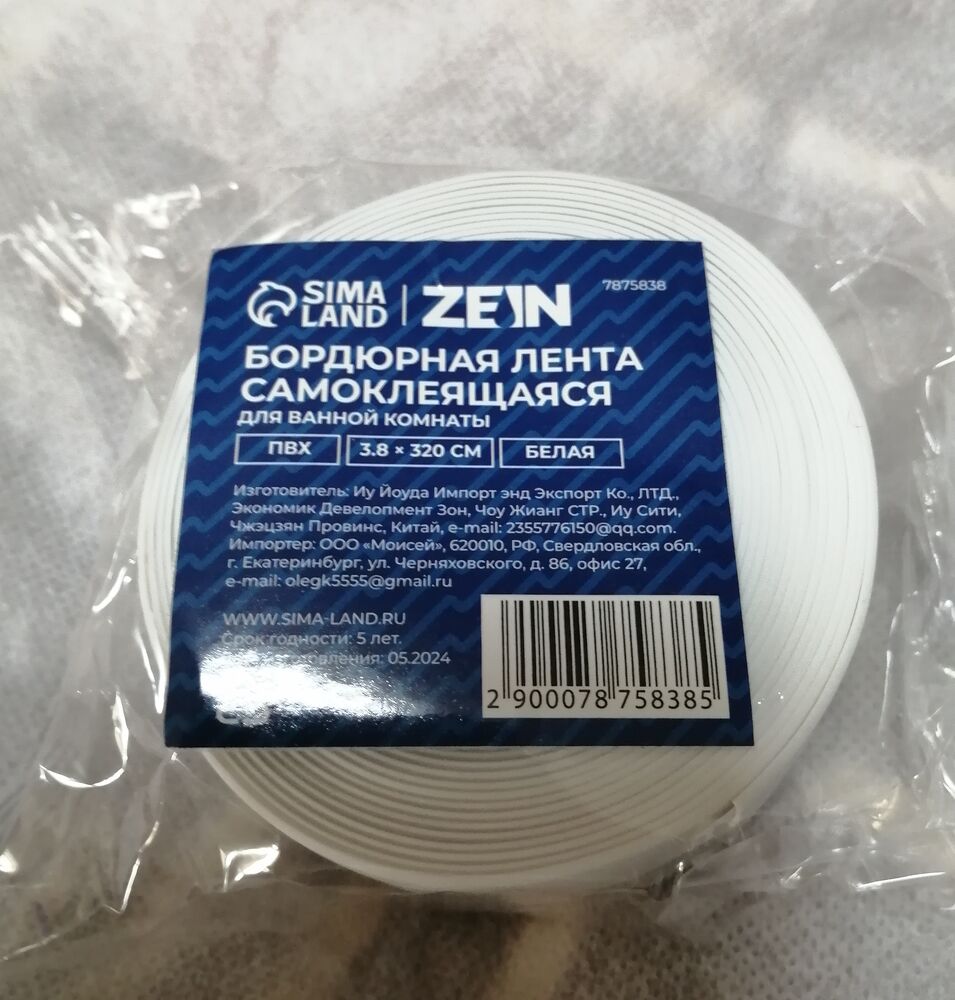 SIMA LAND | ZEIN 7875838
БОРДЮРНАЯ ЛЕНТА
САМОКЛЕЯЩАЯСЯ
ДЛЯ ВАННОЙ КОМНАТЫ
ПВХ 3.8 × 320 СМ БЕЛАЯ
Изготовитель: Иу Йоуда Импорт энд Экспорт Ко., ЛТД.,
Экономик Девелопмент Зон, Чоу Жианг СТР., Иу Сити,
Чжэцзян Провинс, Китай, e-mail: 2355776150@qq.com.
Импортер: ООО «Моисей», 620010, РФ, Свердловская обл.,
г. Екатеринбург, ул. Черняховского, д. 86, офис 27,
e-mail: olegk5555@gmail.ru
WWW.SIMA-LAND.RU
Срок годности: 5 лет.
05.2024
2 900078 758385